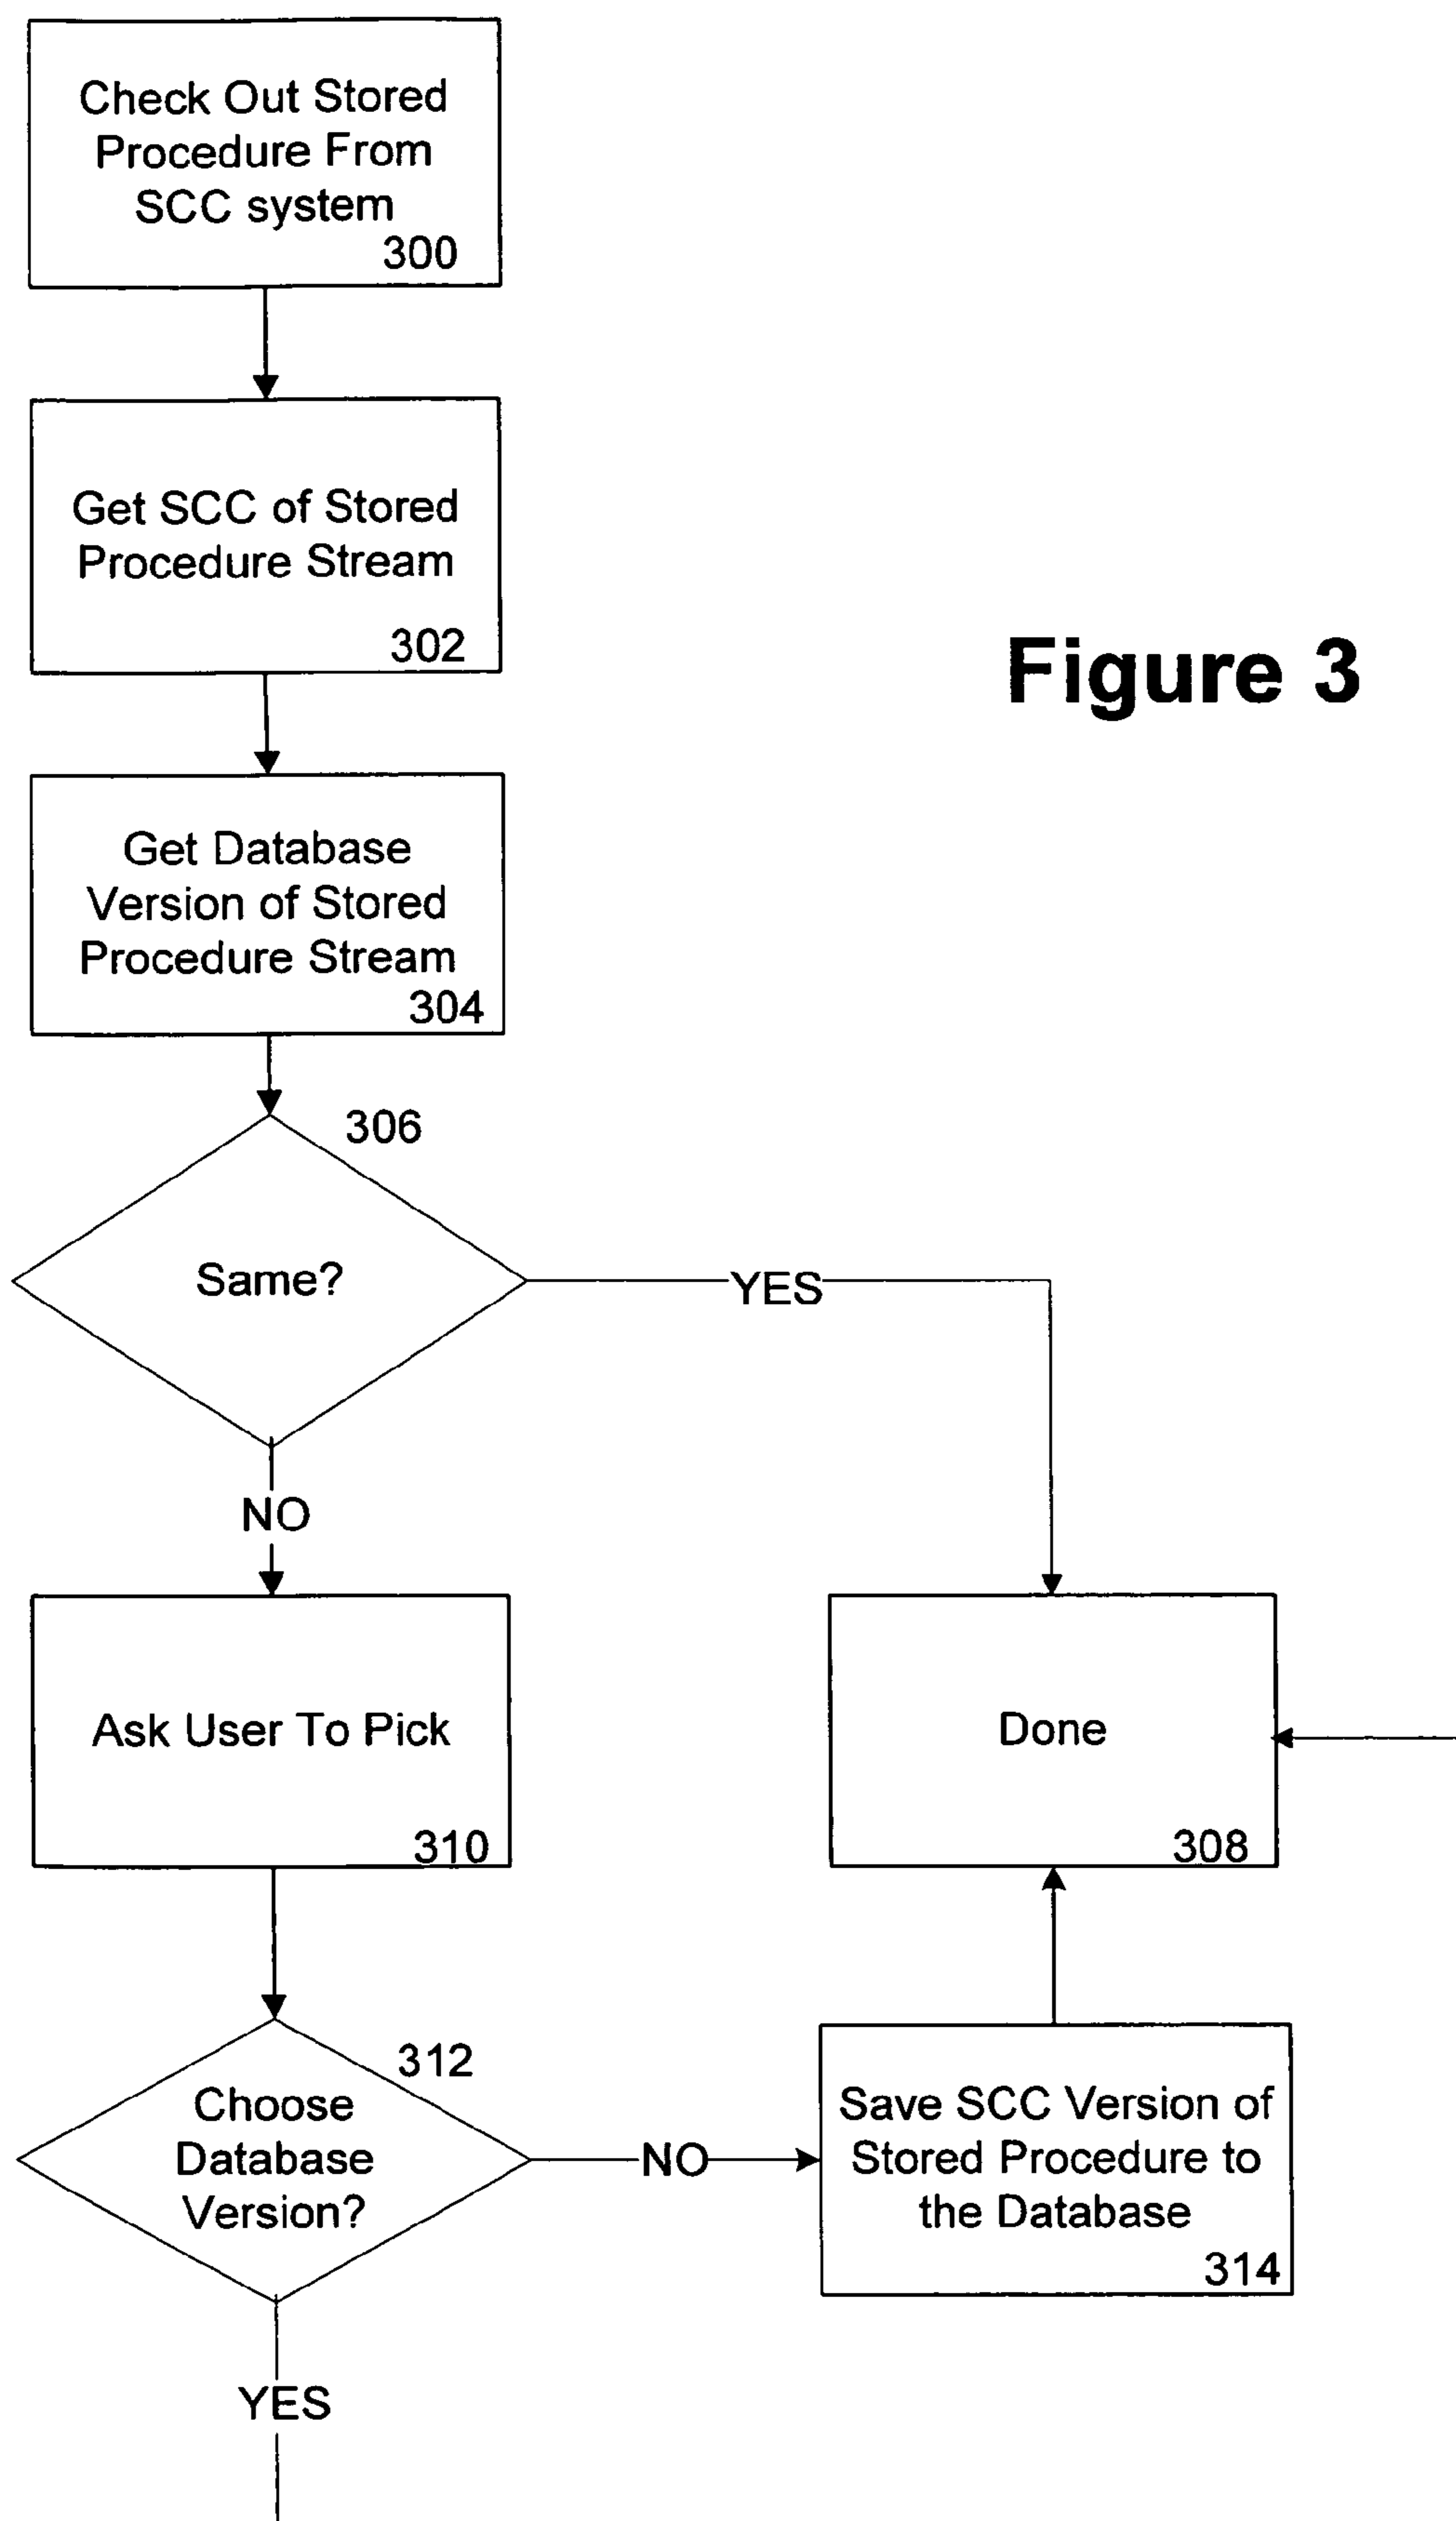 Check Out Stored
Procedure From
SCC system
300
Get SCC of Stored
Procedure Stream
302
Figure 3
Get Database
Version of Stored
Procedure Stream
304
306
Same?
YES
NO
Ask User To Pick
310
Done
308
312
Choose
Database
Version?
NO
Save SCC Version of
Stored Procedure to
the Database
314
YES